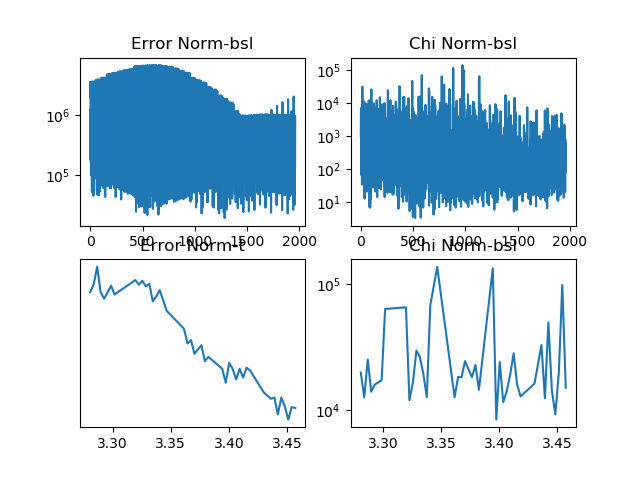 Error Norm-bsl
Chi Norm-bsl
10^6
10^5
0 500 1000 1500 2000
10^5
10^4
10^3
10^2
10^1
0 500 1000 1500 2000
Error Norm-t
Chi Norm-bsl
3.30 3.35 3.40 3.45
10^5
10^4
3.30 3.35 3.40 3.45